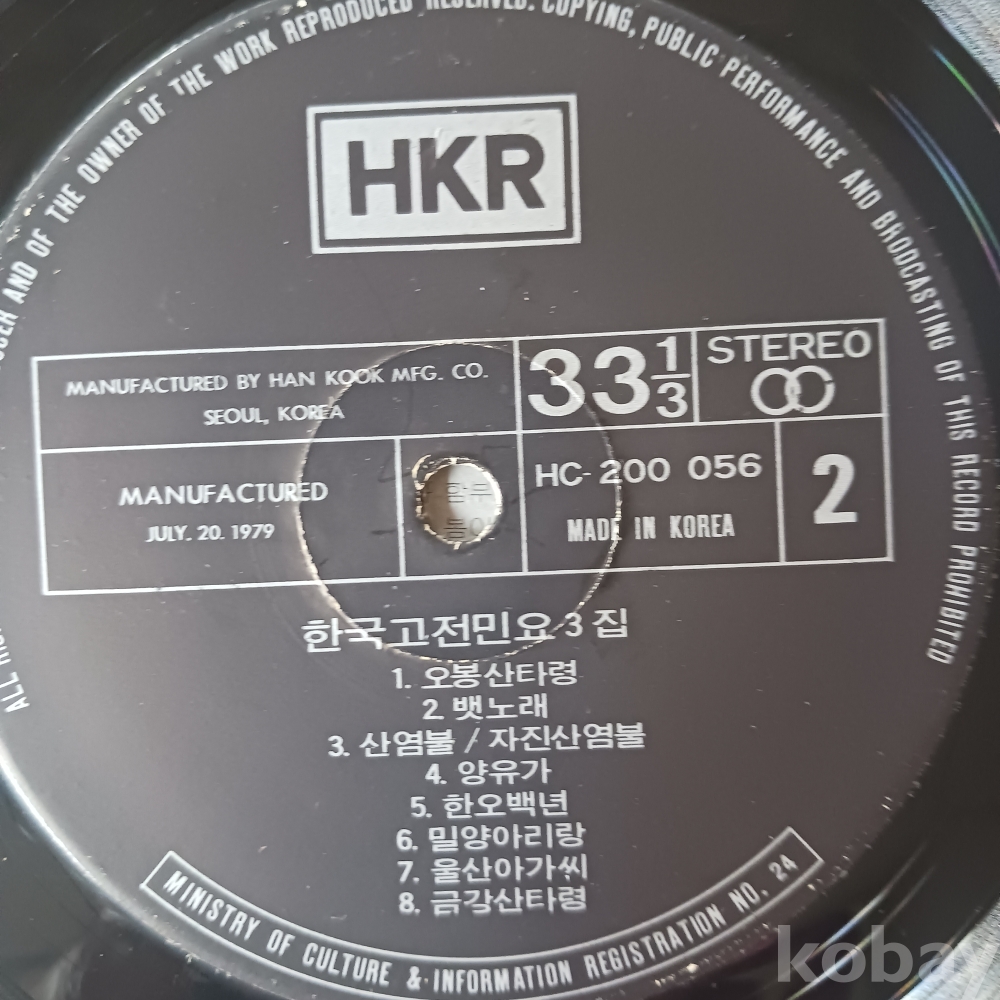 AND OF THE OWNER OF THE WORK REPRODUCED RESERVED. COPYING, PUBLIC PERFORMANCE AND BRODCASTING OF THIS RECORD PROHIBITED
HKR
MANUFACTURED BY HAN KOOK MFG. CO.
SEOUL, KOREA
33 1/3
STEREO
MANUFACTURED
JULY. 20. 1979
HC-200 056
MADE IN KOREA
2
한국고전민요 3 집
1. 오봉산타령
2. 뱃노래
3. 산염불 / 자진산염불
4. 양유가
5. 한오백년
6. 밀양아리랑
7. 울산아가씨
8. 금강산타령
MINISTRY OF CULTURE & INFORMATION REGISTRATION NO. 24